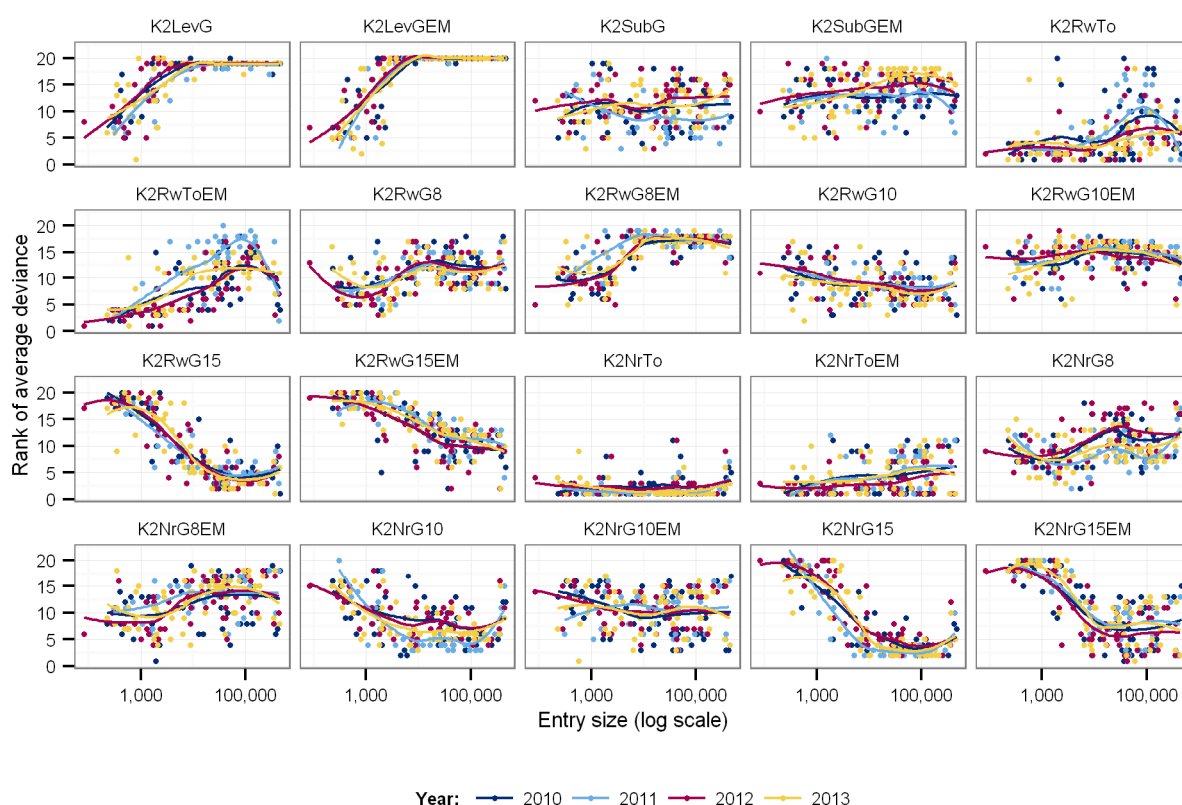 K2LevG K2LevGEM K2SubG K2SubGEM K2RwTo
20
15
10
5
0
K2RwToEM K2RwG8 K2RwG8EM K2RwG10 K2RwG10EM
20
15
10
5
0
K2RwG15 K2RwG15EM K2NrTo K2NrToEM K2NrG8
20
15
10
5
0
K2NrG8EM K2NrG10 K2NrG10EM K2NrG15 K2NrG15EM
20
15
10
5
0
Rank of average deviance
1,000 100,000 1,000 100,000 1,000 100,000 1,000 100,000 1,000 100,000
Entry size (log scale)
Year: 2010 2011 2012 2013